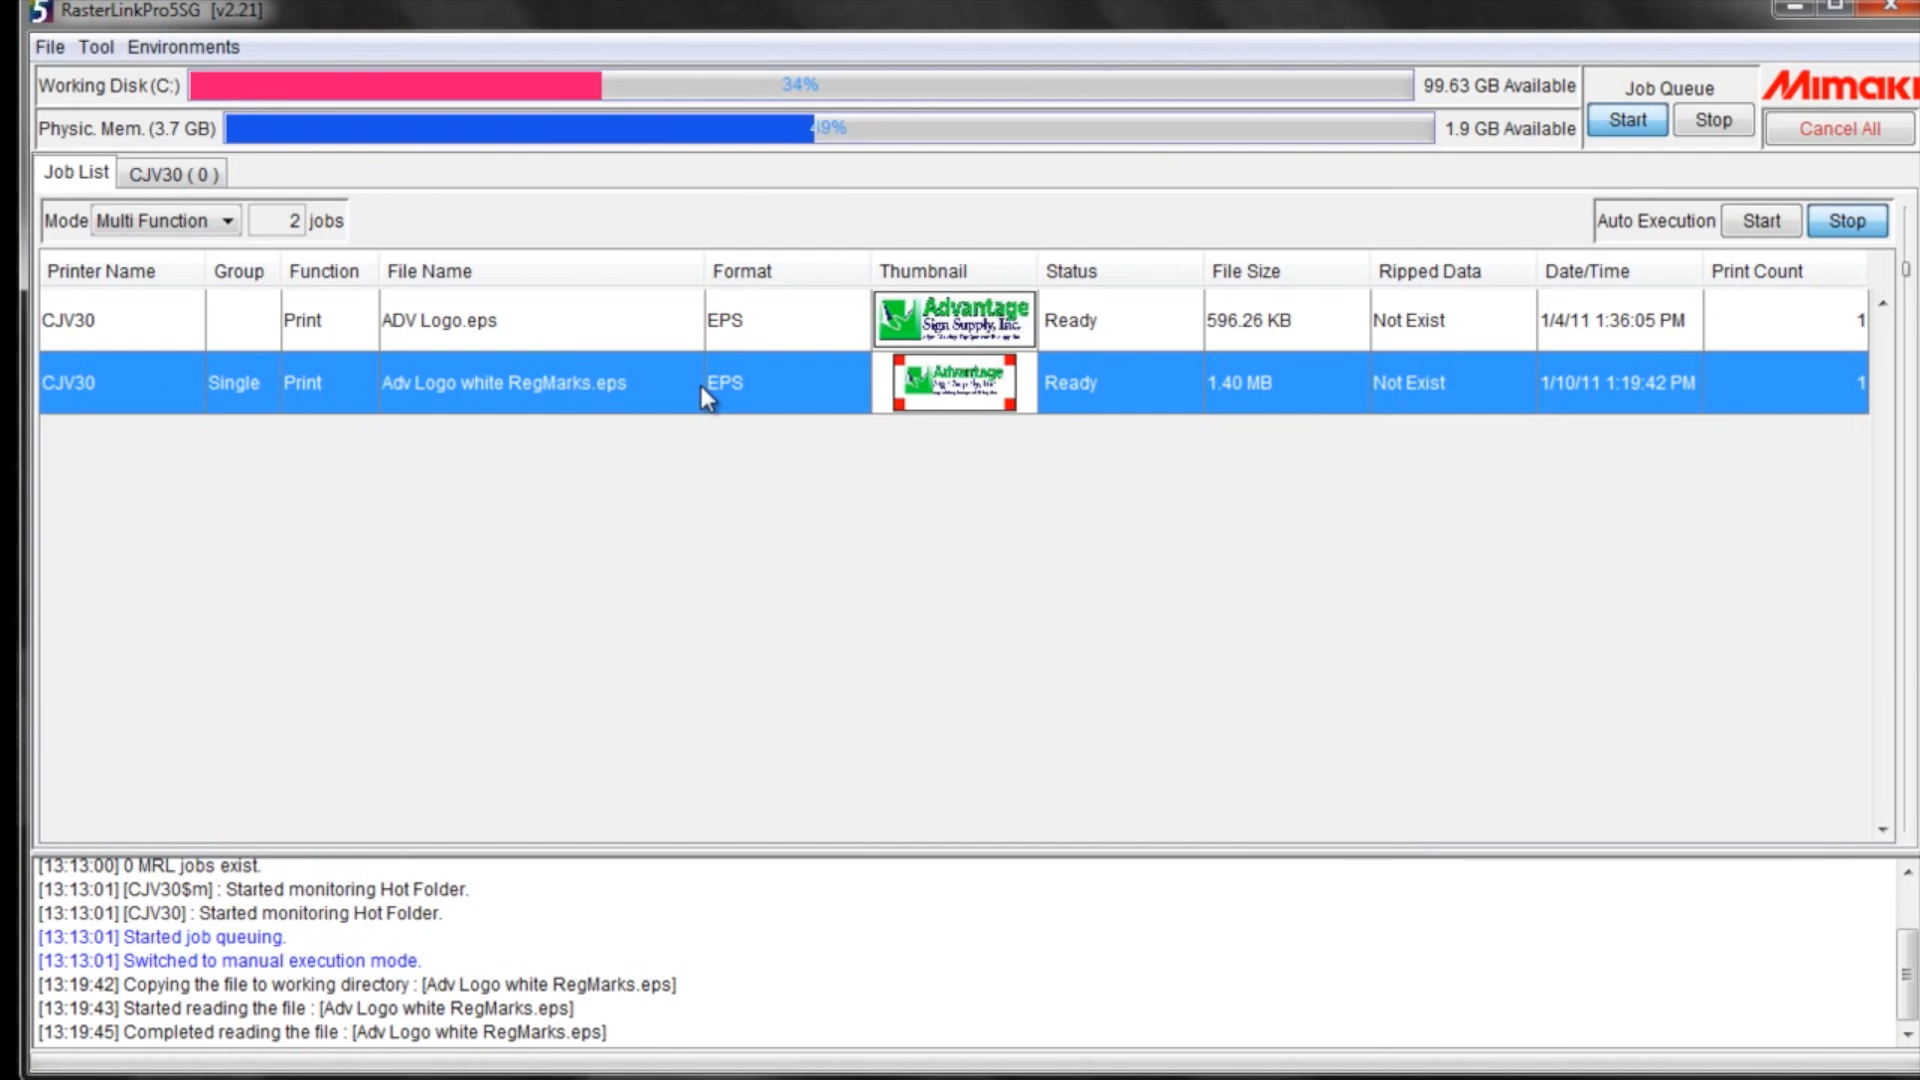 5 RasterLinkPro5SG [v2.21]
File Tool Environments
Working Disk (C:) 34% 99.63 GB Available
Job Queue
Mimaki
Physic. Mem. (3.7 GB) 49% 1.9 GB Available
Start Stop
Cancel All
Job List CJV30 ( 0 )
Mode Multi Function 2 jobs Auto Execution Start Stop
Printer Name Group Function File Name Format Thumbnail Status File Size Ripped Data Date/Time Print Count
CJV30 Print ADV Logo.eps EPS Ready 596.26 KB Not Exist 1/4/11 1:36:05 PM 1
Advantage
Sign Supply, Inc.
CJV30 Single Print Adv Logo white RegMarks.eps EPS Ready 1.40 MB Not Exist 1/10/11 1:19:42 PM 1
Advantage
[13:13:00] 0 MRL jobs exist.
[13:13:01] [CJV30$m] : Started monitoring Hot Folder.
[13:13:01] [CJV30] : Started monitoring Hot Folder.
[13:13:01] Started job queuing.
[13:13:01] Switched to manual execution mode.
[13:19:42] Copying the file to working directory : [Adv Logo white RegMarks.eps]
[13:19:43] Started reading the file : [Adv Logo white RegMarks.eps]
[13:19:45] Completed reading the file : [Adv Logo white RegMarks.eps]